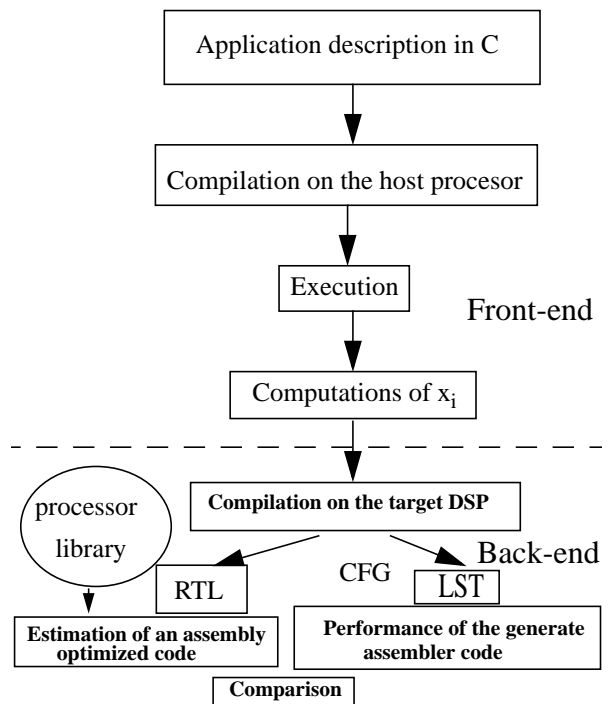 Application description in C
Compilation on the host procesor
Execution
Front-end
Computations of xi
Compilation on the target DSP
processor
library
Back-end
CFG
RTL
LST
Estimation of an assembly
optimized code
Performance of the generate
assembler code
Comparison